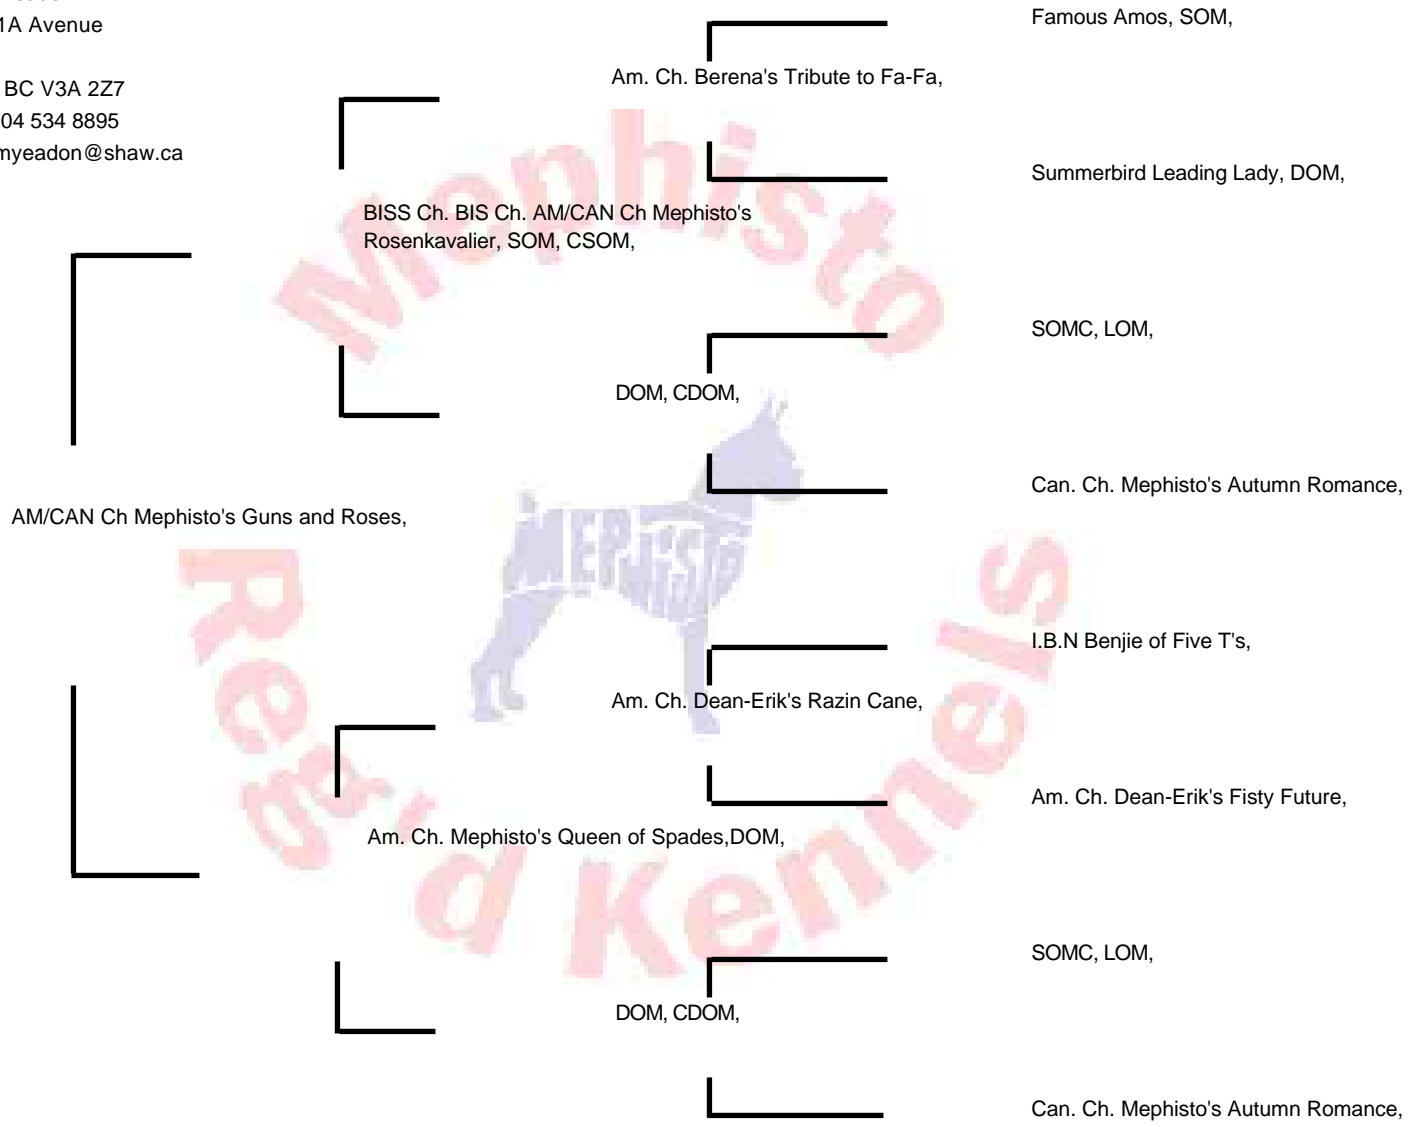 1A Avenue
BC V3A 2Z7
04 534 8895
myeadon@shaw.ca
Famous Amos, SOM,
Am. Ch. Berena's Tribute to Fa-Fa,
Summerbird Leading Lady, DOM,
BISS Ch. BIS Ch. AM/CAN Ch Mephisto's
Rosenkavalier, SOM, CSOM,
SOMC, LOM,
DOM, CDOM,
Can. Ch. Mephisto's Autumn Romance,
AM/CAN Ch Mephisto's Guns and Roses,
I.B.N Benjie of Five T's,
Am. Ch. Dean-Erik's Razin Cane,
Am. Ch. Dean-Erik's Fisty Future,
Am. Ch. Mephisto's Queen of Spades,DOM,
SOMC, LOM,
DOM, CDOM,
Can. Ch. Mephisto's Autumn Romance,
Mephisto
MEPHISTO
Reg'd Kennels